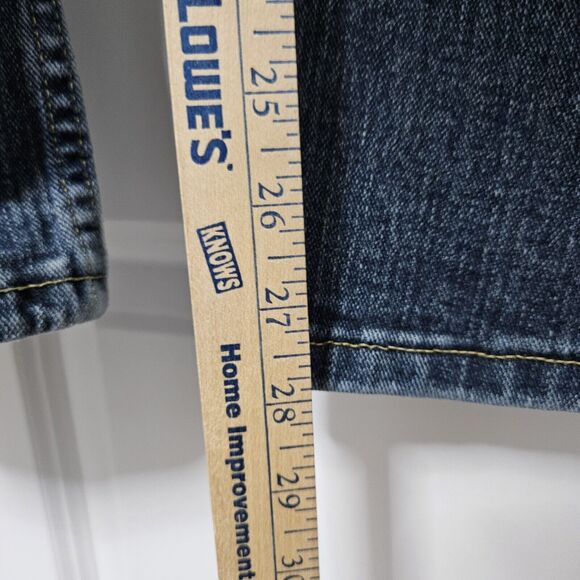 LOWE'S
KNOWS
Home Improvement
25
26
27
28
29
30